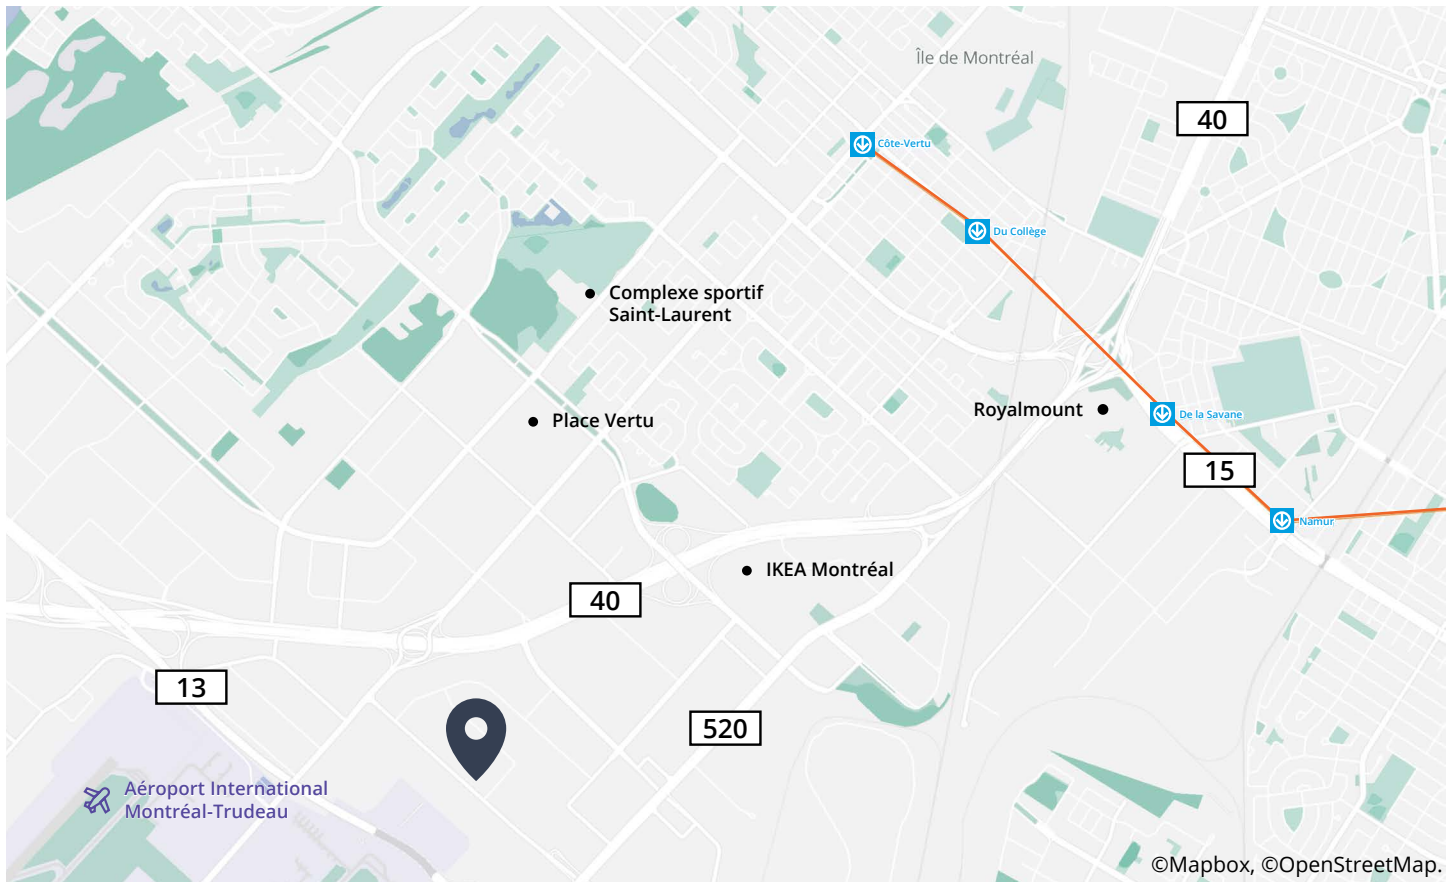 Île de Montréal
40
Côte-Vertu
Du Collège
Complexe sportif
Saint-Laurent
Royalmount
De la Savane
Place Vertu
15
Namur
IKEA Montréal
40
13
520
Aéroport International
Montréal-Trudeau
©Mapbox, ©OpenStreetMap.